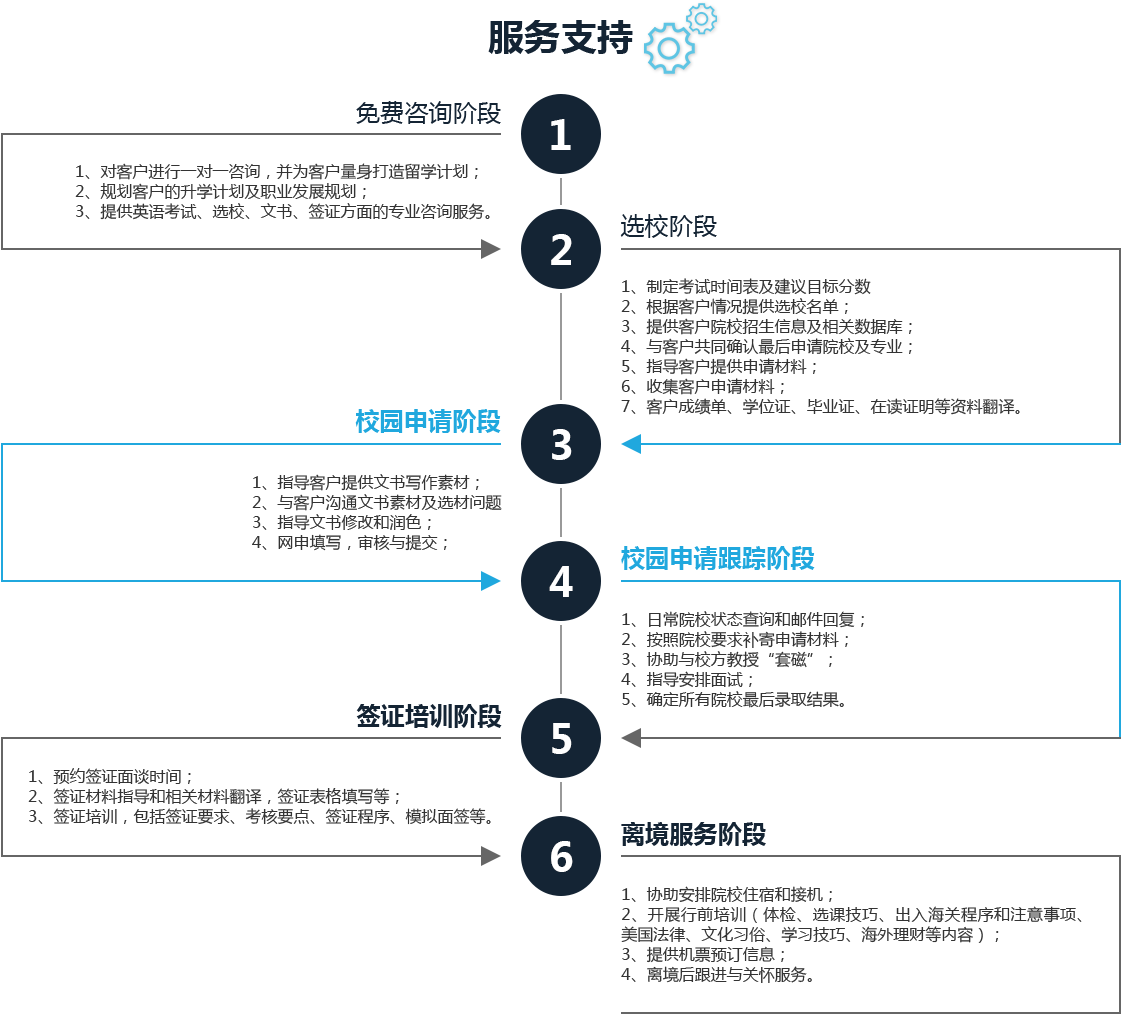 服务支持
免费咨询阶段
1
1、对客户进行一对一咨询，并为客户量身打造留学计划；
2、规划客户的升学计划及职业发展规划；
3、提供英语考试、选校、文书、签证方面的专业咨询服务。
2
选校阶段
1、制定考试时间表及建议目标分数
2、根据客户情况提供选校名单；
3、提供客户院校招生信息及相关数据库；
4、与客户共同确认最后申请院校及专业；
5、指导客户提供申请材料；
6、收集客户申请材料；
7、客户成绩单、学位证、毕业证、在读证明等资料翻译。
校园申请阶段
3
1、指导客户提供文书写作素材；
2、与客户沟通文书素材及选材问题
3、指导文书修改和润色；
4、网申填写，审核与提交；
4
校园申请跟踪阶段
1、日常院校状态查询和邮件回复；
2、按照院校要求补寄申请材料；
3、协助与校方教授“套磁”；
4、指导安排面试；
5、确定所有院校最后录取结果。
签证培训阶段
5
1、预约签证面谈时间；
2、签证材料指导和相关材料翻译，签证表格填写等；
3、签证培训，包括签证要求、考核要点、签证程序、模拟面签等。
6
离境服务阶段
1、协助安排院校住宿和接机；
2、开展行前培训（体检、选课技巧、出入海关程序和注意事项、
美国法律、文化习俗、学习技巧、海外理财等内容）；
3、提供机票预订信息；
4、离境后跟进与关怀服务。